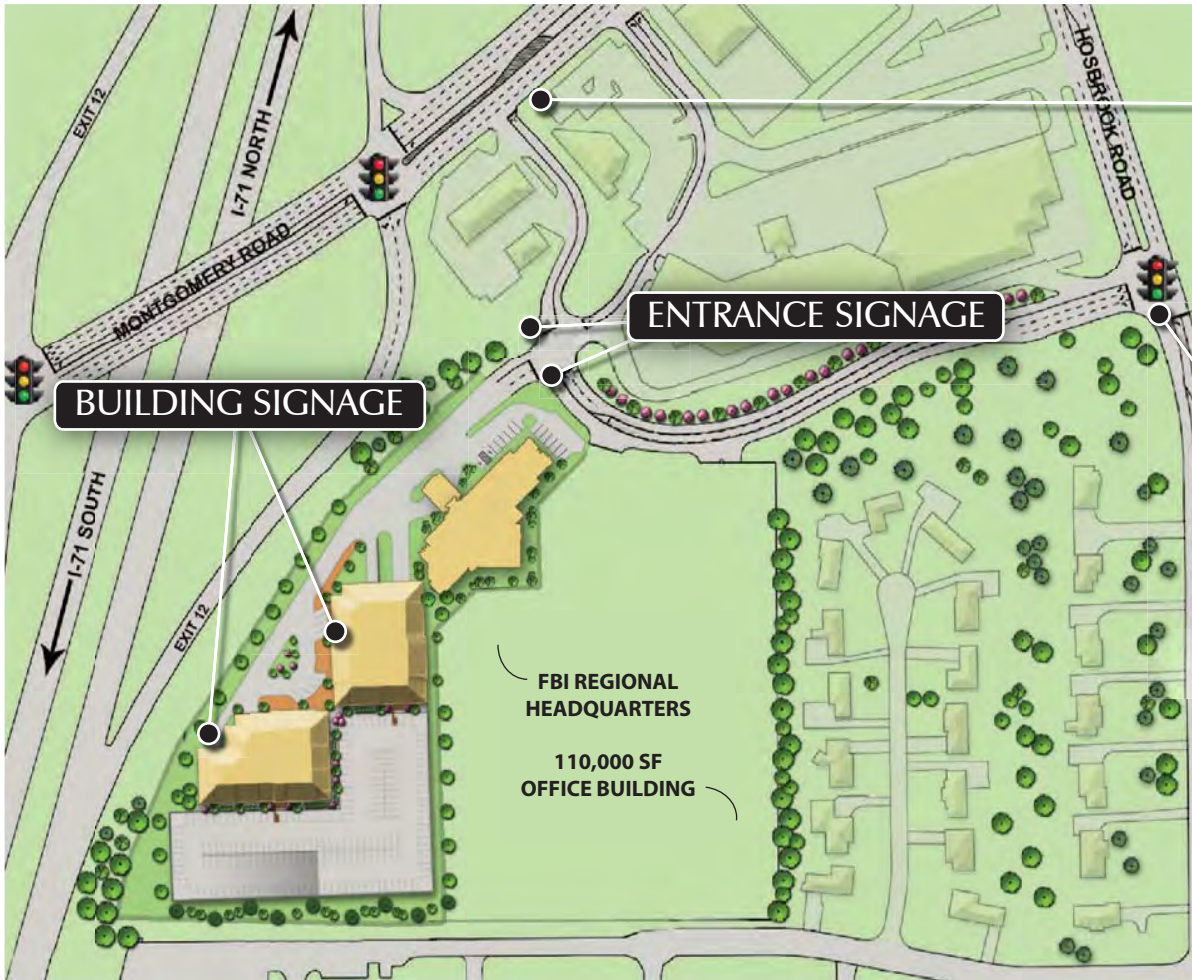 EXIT 12
I-71 NORTH
HOSBROOK ROAD
MONTGOMERY ROAD
ENTRANCE SIGNAGE
BUILDING SIGNAGE
I-71 SOUTH
EXIT 12
FBI REGIONAL
HEADQUARTERS
110,000 SF
OFFICE BUILDING